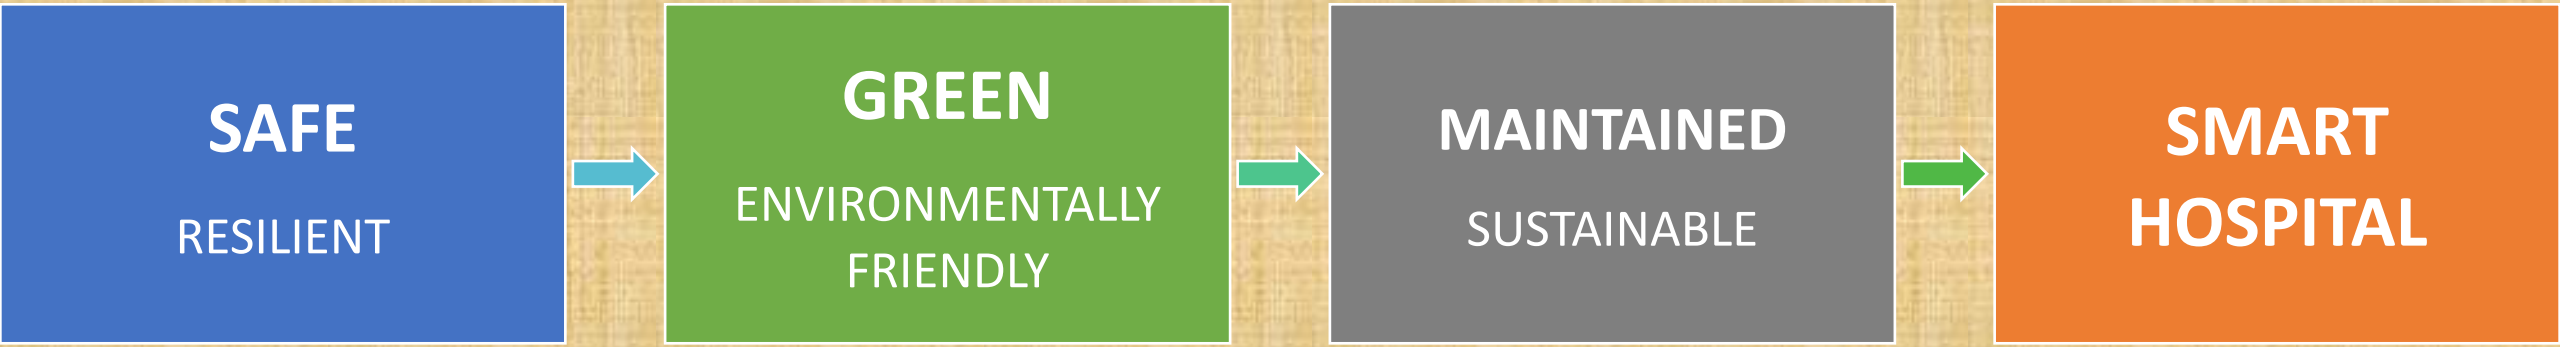 SAFE
RESILIENT
GREEN
ENVIRONMENTALLY
FRIENDLY
MAINTAINED
SUSTAINABLE
SMART
HOSPITAL